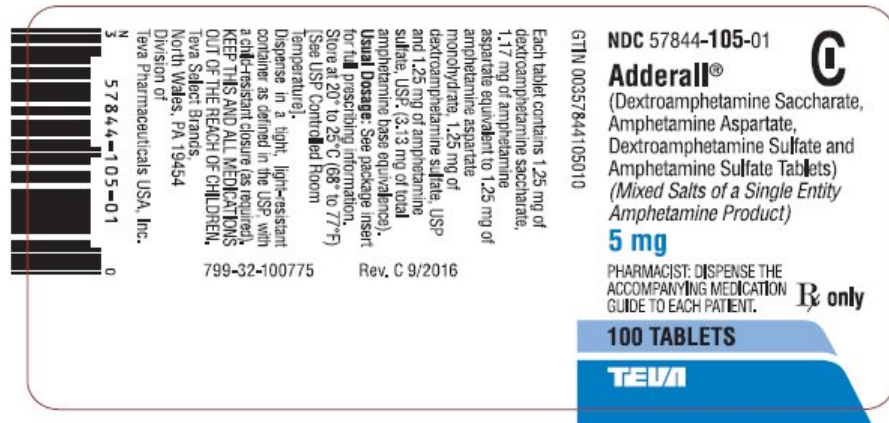 NDC 57844-105-01
CII
Adderall®
(Dextroamphetamine Saccharate,
Amphetamine Aspartate,
Dextroamphetamine Sulfate and
Amphetamine Sulfate Tablets)
(Mixed Salts of a Single Entity
Amphetamine Product)
5 mg
PHARMACIST: DISPENSE THE
ACCOMPANYING MEDICATION
GUIDE TO EACH PATIENT.
Rx only
100 TABLETS
TEVA
GTIN 00357844105010
Each tablet contains 1.25 mg of
dextroamphetamine saccharate,
1.17 mg of amphetamine
aspartate equivalent to 1.25 mg of
amphetamine aspartate
monohydrate, 1.25 mg of
dextroamphetamine sulfate, USP
and 1.25 mg of amphetamine
sulfate, USP. (3.13 mg of total
amphetamine base equivalence).
Usual Dosage: See package insert
for full prescribing information.
Store at 20° to 25°C (68° to 77°F)
[See USP Controlled Room
Temperature].
Dispense in a tight, light-resistant
container as defined in the USP, with
a child-resistant closure (as required).
KEEP THIS AND ALL MEDICATIONS
OUT OF THE REACH OF CHILDREN.
Teva Select Brands,
North Wales, PA 19454
Division of
Teva Pharmaceuticals USA, Inc.
Rev. C 9/2016
799-32-100775
N
3 57844-105-01 0